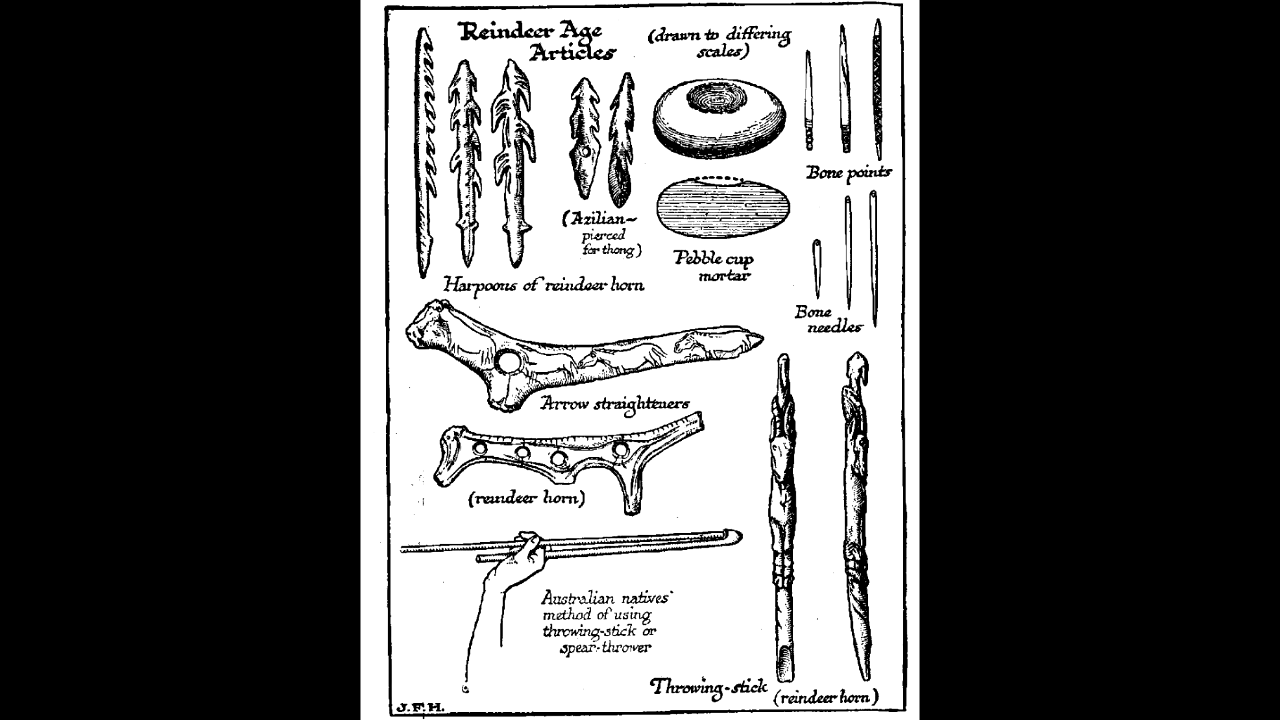 Reindeer Age
Articles
(drawn to differing
scales)
Bone points
(Azilian-
pierced
for thong)
Pebble cup
mortar
Harpoons of reindeer horn
Bone
needles
Arrow straighteners
(reindeer horn)
Australian natives'
method of using
throwing-stick or
spear-thrower
Throwing-stick (reindeer horn)
J.F.H.